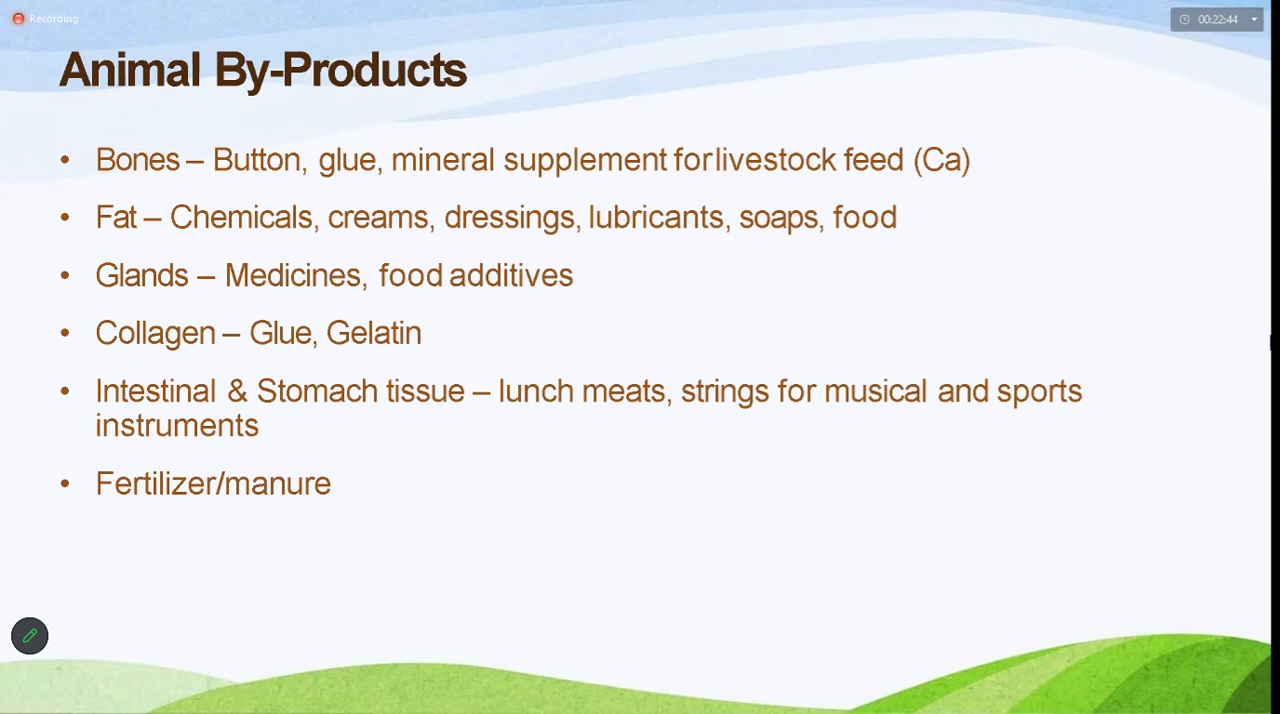 Recording
00:22:44
Animal By-Products
• Bones – Button, glue, mineral supplement for livestock feed (Ca)
• Fat – Chemicals, creams, dressings, lubricants, soaps, food
• Glands – Medicines, food additives
• Collagen – Glue, Gelatin
• Intestinal & Stomach tissue – lunch meats, strings for musical and sports
instruments
• Fertilizer/manure